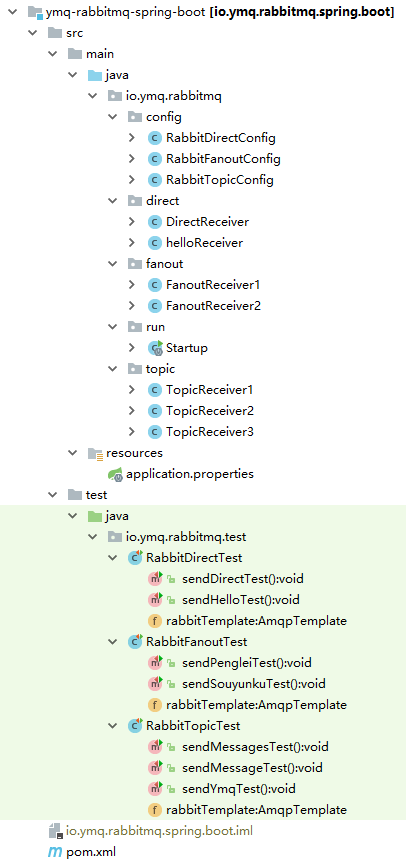 ymq-rabbitmq-spring-boot [io.ymq.rabbitmq.spring.boot]
src
main
java
io.ymq.rabbitmq
config
RabbitDirectConfig
RabbitFanoutConfig
RabbitTopicConfig
direct
DirectReceiver
helloReceiver
fanout
FanoutReceiver1
FanoutReceiver2
run
Startup
topic
TopicReceiver1
TopicReceiver2
TopicReceiver3
resources
application.properties
test
java
io.ymq.rabbitmq.test
RabbitDirectTest
sendDirectTest():void
sendHelloTest():void
rabbitTemplate:AmqpTemplate
RabbitFanoutTest
sendPengleiTest():void
sendSouyunkuTest():void
rabbitTemplate:AmqpTemplate
RabbitTopicTest
sendMessagesTest():void
sendMessageTest():void
sendYmqTest():void
rabbitTemplate:AmqpTemplate
io.ymq.rabbitmq.spring.boot.iml
pom.xml